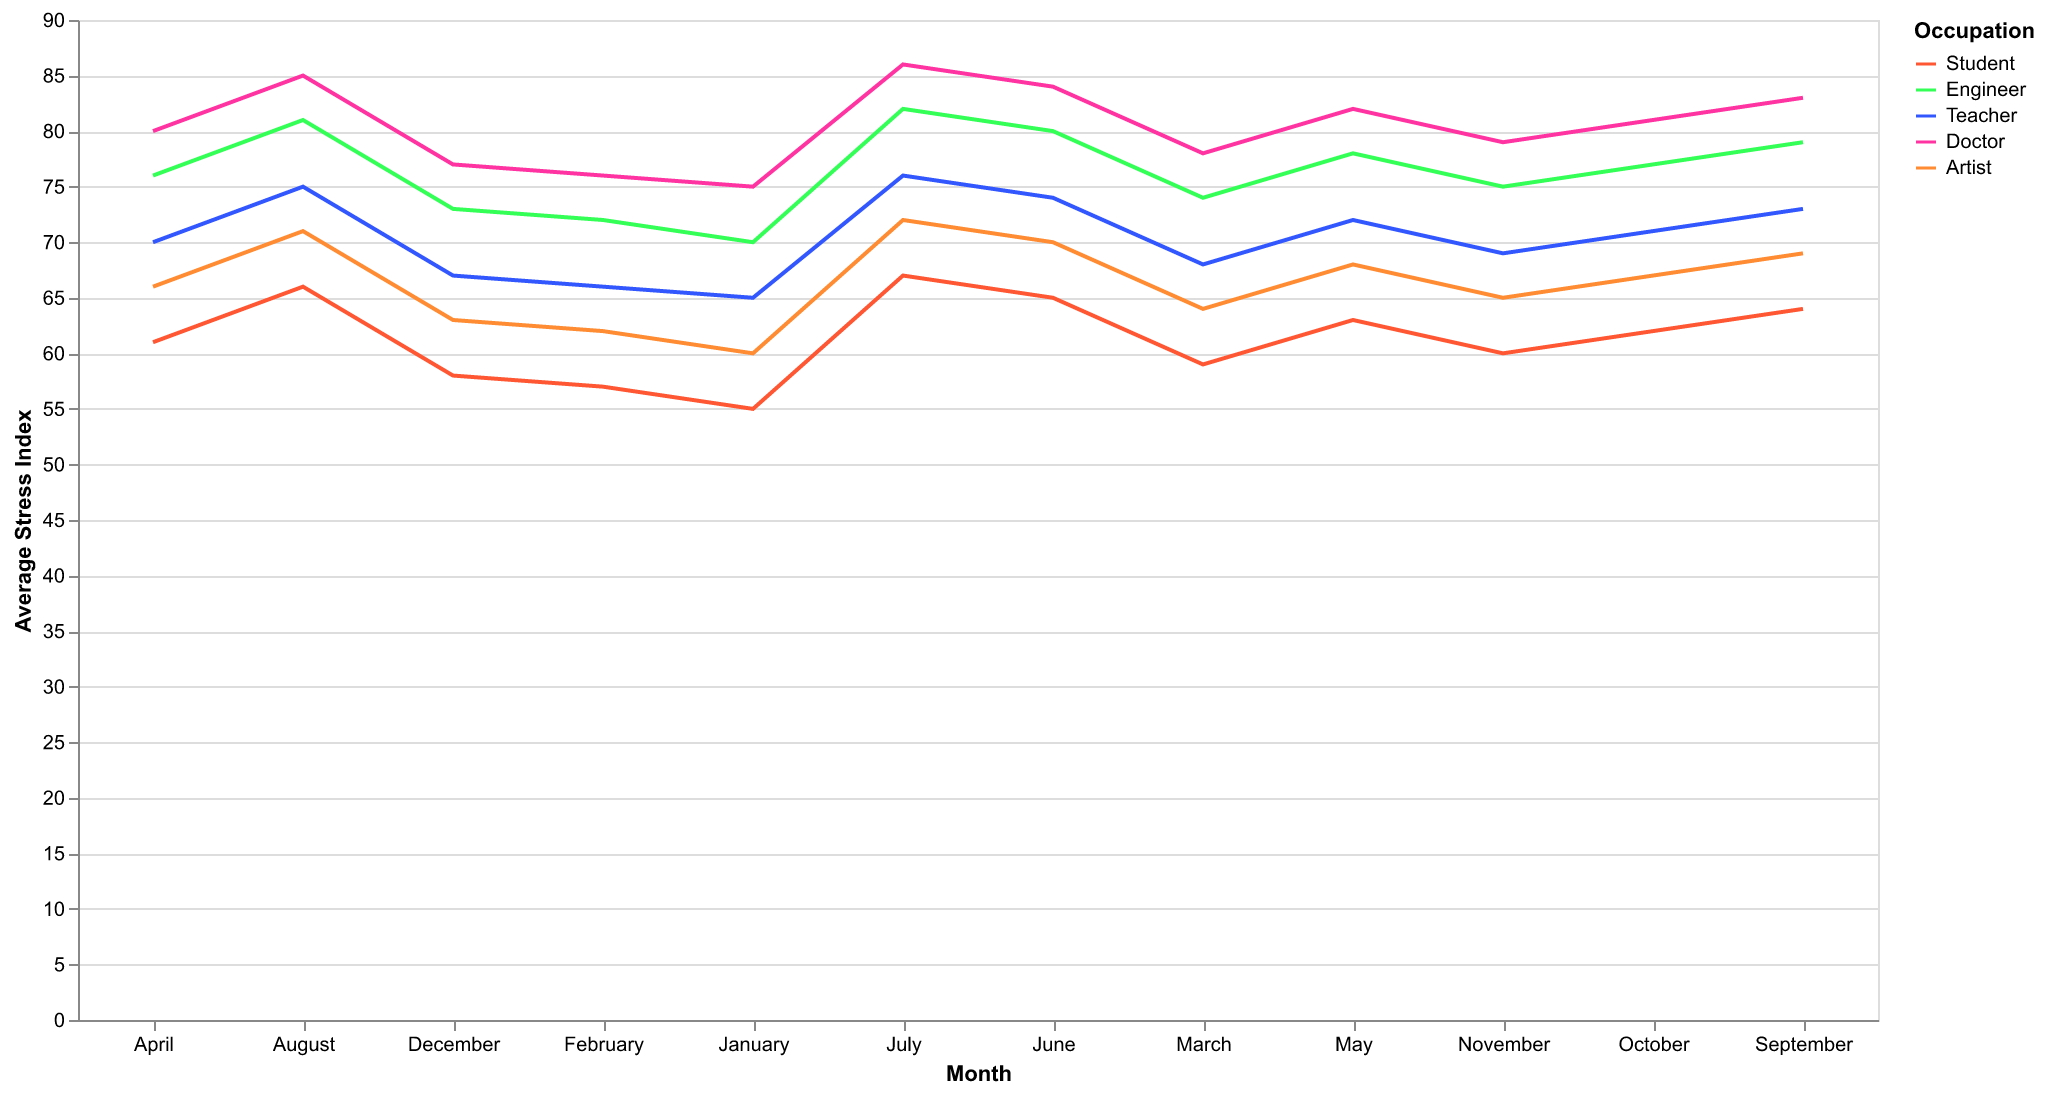 90
85
80
75
70
65
60
55
50
45
40
35
30
25
20
15
10
5
0
Average Stress Index
April August December February January July June March May November October September
Month
Occupation
Student
Engineer
Teacher
Doctor
Artist